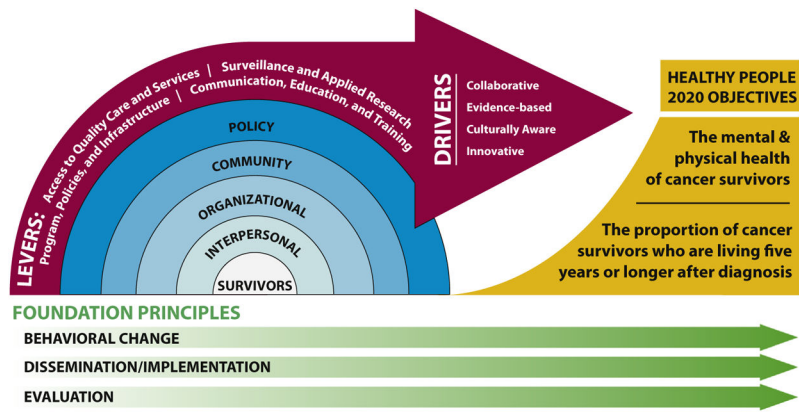 LEVERS:
Access to Quality Care and Services | Surveillance and Applied Research
Program, Policies, and Infrastructure | Communication, Education, and Training
POLICY
COMMUNITY
ORGANIZATIONAL
INTERPERSONAL
SURVIVORS
DRIVERS
Collaborative
Evidence-based
Culturally Aware
Innovative
HEALTHY PEOPLE
2020 OBJECTIVES
The mental &
physical health
of cancer survivors
The proportion of cancer
survivors who are living five
years or longer after diagnosis
FOUNDATION PRINCIPLES
BEHAVIORAL CHANGE
DISSEMINATION/IMPLEMENTATION
EVALUATION